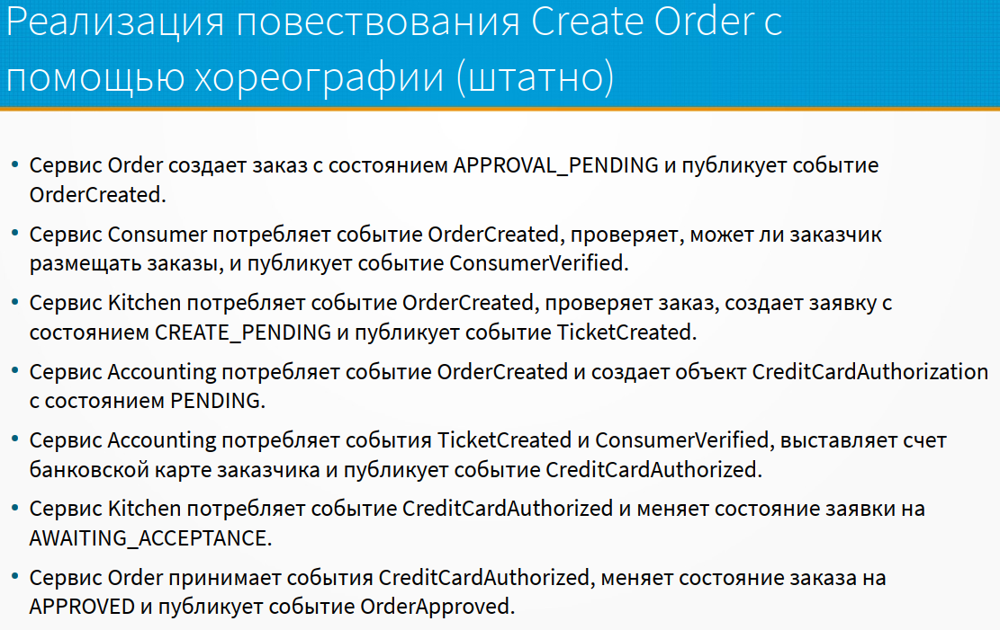 Реализация повествования Create Order с
помощью хореографии (штатно)
• Сервис Order создает заказ с состоянием APPROVAL_PENDING и публикует событие
OrderCreated.
• Сервис Consumer потребляет событие OrderCreated, проверяет, может ли заказчик
размещать заказы, и публикует событие ConsumerVerified.
• Сервис Kitchen потребляет событие OrderCreated, проверяет заказ, создает заявку с
состоянием CREATE_PENDING и публикует событие TicketCreated.
• Сервис Accounting потребляет событие OrderCreated и создает объект CreditCardAuthorization
с состоянием PENDING.
• Сервис Accounting потребляет события TicketCreated и ConsumerVerified, выставляет счет
банковской карте заказчика и публикует событие CreditCardAuthorized.
• Сервис Kitchen потребляет событие CreditCardAuthorized и меняет состояние заявки на
AWAITING_ACCEPTANCE.
• Сервис Order принимает события CreditCardAuthorized, меняет состояние заказа на
APPROVED и публикует событие OrderApproved.